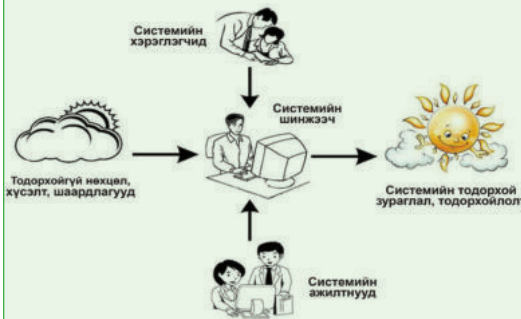 Системийн
хэрэглэгчид
Системийн
шинжээч
Тодорхойгүй нөхцөл,
хүсэлт, шаардлагууд
Системийн тодорхой
зураглал, тодорхойлолт
Системийн
ажилтнууд